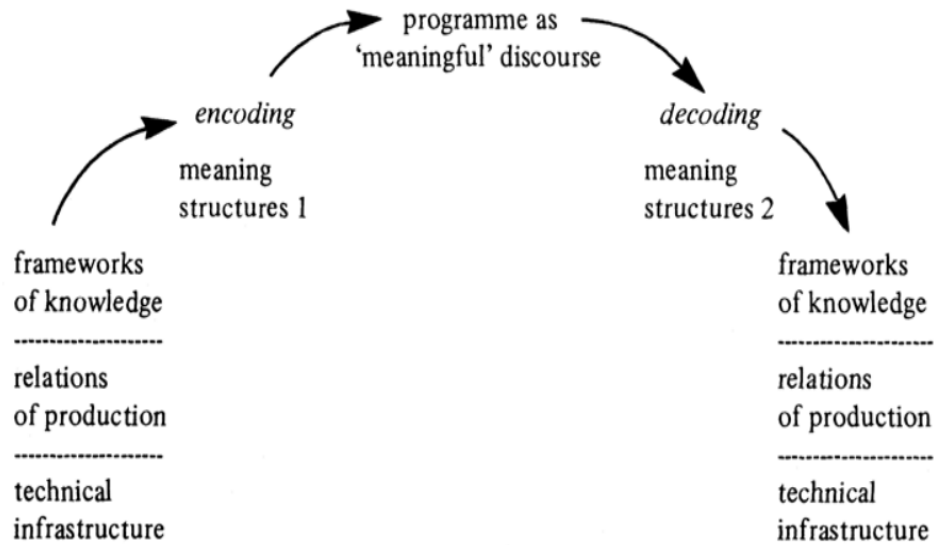 programme as
‘meaningful’ discourse
encoding
decoding
meaning
structures 1
meaning
structures 2
frameworks
of knowledge
relations
of production
technical
infrastructure
frameworks
of knowledge
relations
of production
technical
infrastructure